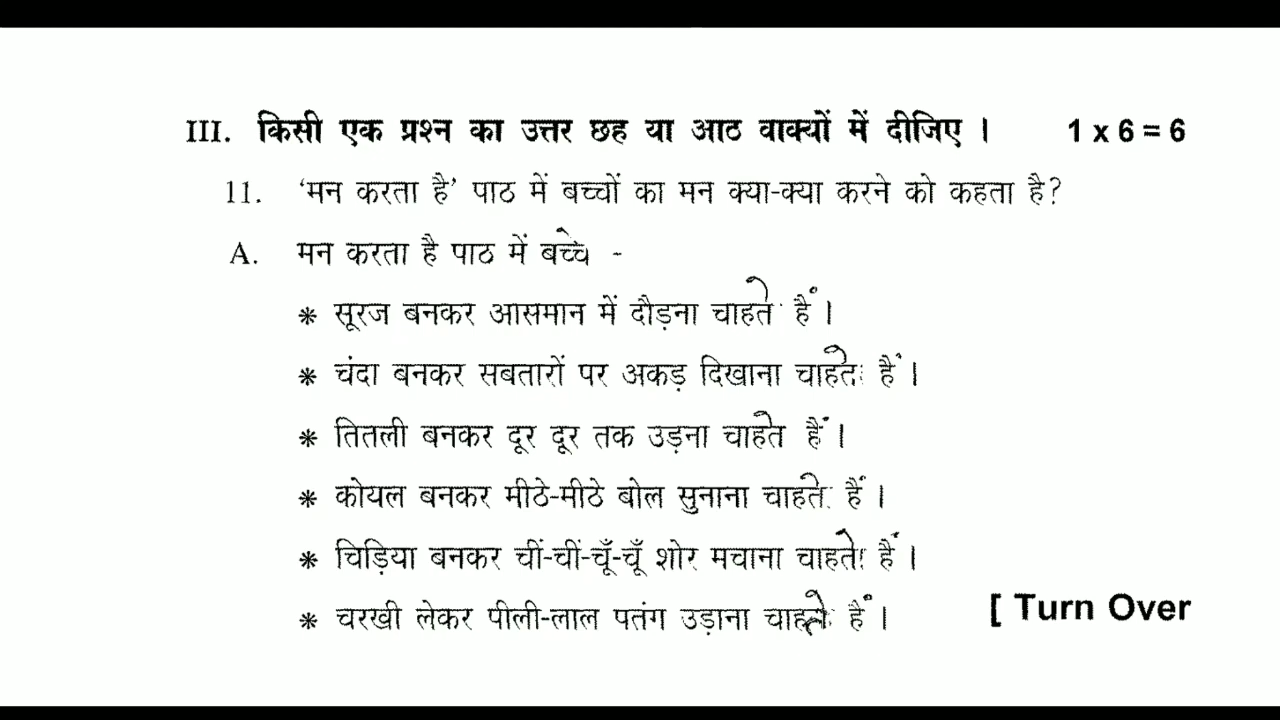 III. किसी एक प्रश्न का उत्तर छह या आठ वाक्यों में दीजिए । 1 x 6 = 6
11. ‘मन करता है’ पाठ में बच्चों का मन क्या-क्या करने को कहता है?
A. मन करता है पाठ में बच्चे -
* सूरज बनकर आसमान में दौड़ना चाहते हैं ।
* चंदा बनकर सबतारों पर अकड़ दिखाना चाहते हैं ।
* तितली बनकर दूर दूर तक उड़ना चाहते हैं ।
* कोयल बनकर मीठे-मीठे बोल सुनाना चाहते हैं ।
* चिड़िया बनकर चीं-चीं-चूँ-चूँ शोर मचाना चाहते हैं ।
* चरखी लेकर पीली-लाल पतंग उड़ाना चाहते हैं ।
[ Turn Over